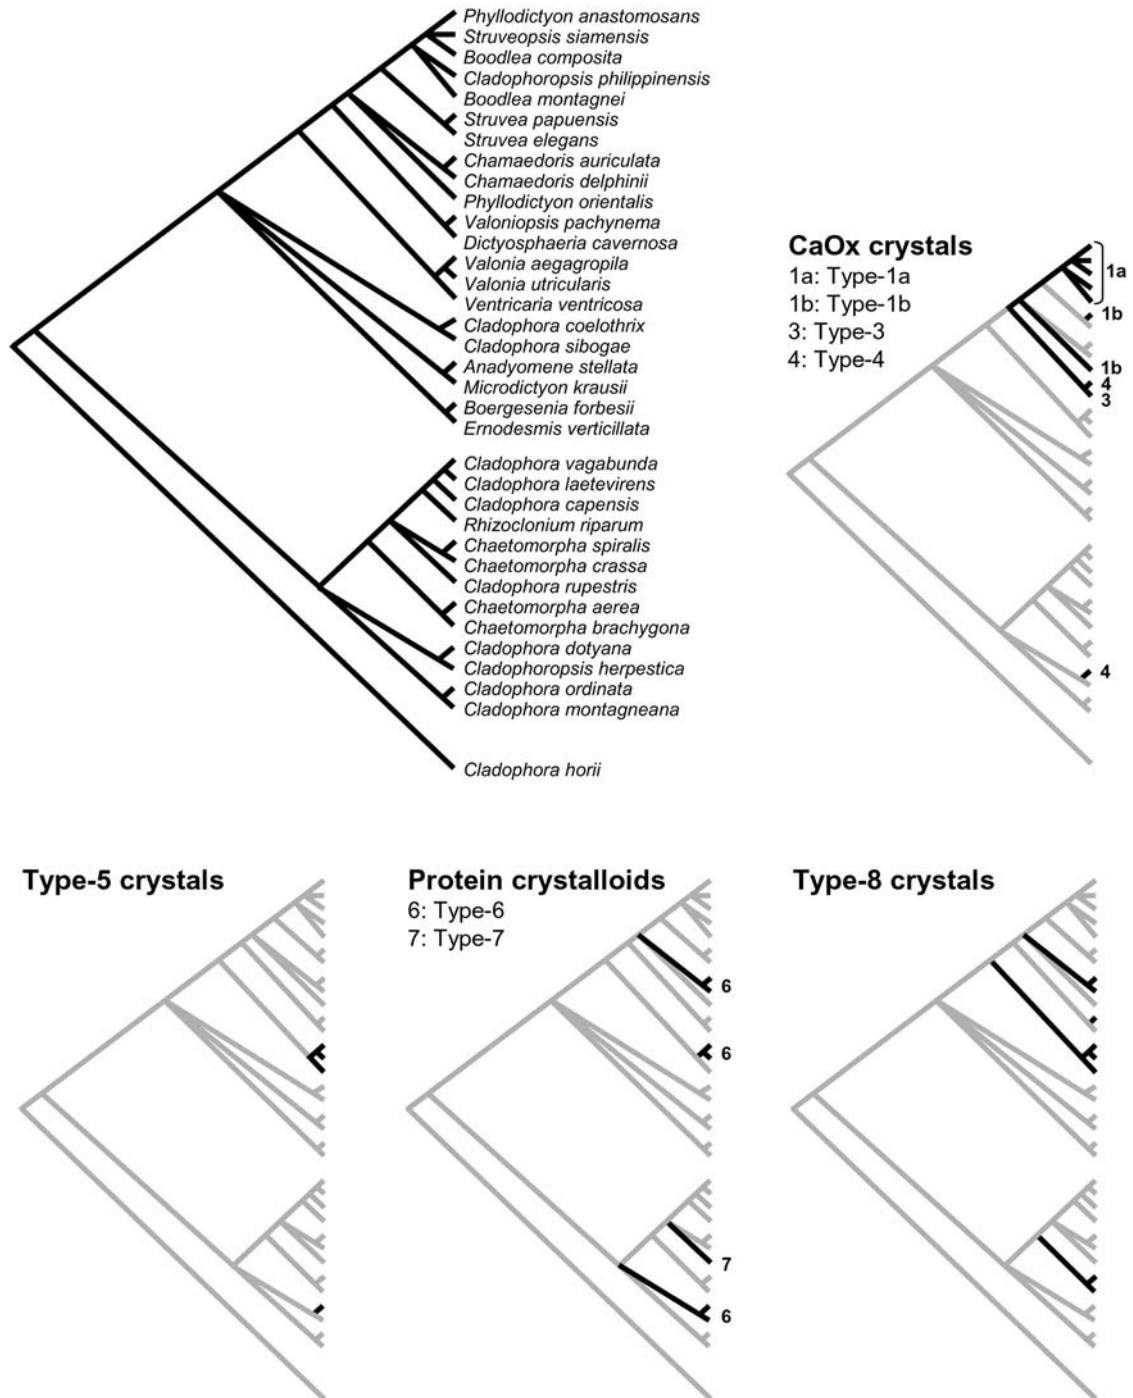 Phyllodictyon anastomosans
Struveopsis siamensis
Boodlea composita
Cladophoropsis philippinensis
Boodlea montagnei
Struvea papuensis
Struvea elegans
Chamaedoris auriculata
Chamaedoris delphinii
Phyllodictyon orientalis
Valoniopsis pachynema
Dictyosphaeria cavernosa
Valonia aegagropila
Valonia utricularis
Ventricaria ventricosa
Cladophora coelothrix
Cladophora sibogae
Anadyomene stellata
Microdictyon krausii
Boergesenia forbesii
Ernodesmis verticillata
Cladophora vagabunda
Cladophora laetevirens
Cladophora capensis
Rhizoclonium riparum
Chaetomorpha spiralis
Chaetomorpha crassa
Cladophora rupestris
Chaetomorpha aerea
Chaetomorpha brachygona
Cladophora dotyana
Cladophoropsis herpestica
Cladophora ordinata
Cladophora montagneana
Cladophora horii
CaOx crystals
1a: Type-1a
1b: Type-1b
3: Type-3
4: Type-4
1a
1b
1b
4
3
4
Type-5 crystals
Protein crystalloids
6: Type-6
7: Type-7
6
6
7
6
Type-8 crystals